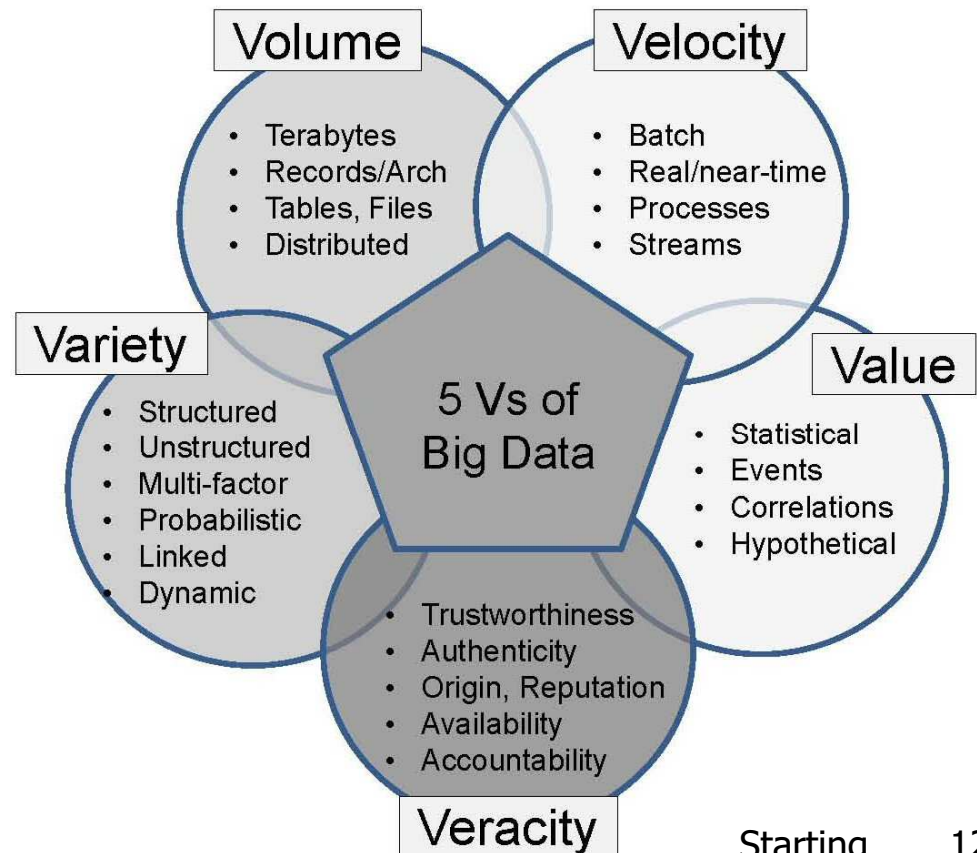 Volume
• Terabytes
• Records/Arch
• Tables, Files
• Distributed
Velocity
• Batch
• Real/near-time
• Processes
• Streams
Variety
• Structured
• Unstructured
• Multi-factor
• Probabilistic
• Linked
• Dynamic
5 Vs of
Big Data
Value
• Statistical
• Events
• Correlations
• Hypothetical
• Trustworthiness
• Authenticity
• Origin, Reputation
• Availability
• Accountability
Veracity
Starting 12